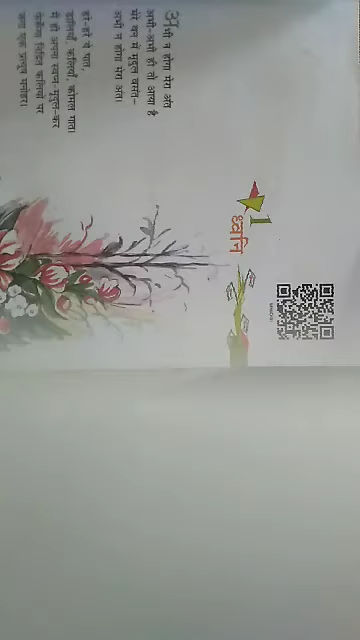 1
ध्वनि
अभी न होगा मेरा अंत
अभी-अभी ही तो आया है
मेरे वन में मृदुल वसंत-
अभी न होगा मेरा अंत।
हरे-हरे ये पात,
डालियाँ, कलियाँ, कोमल गात।
मैं ही अपना स्वप्न-मृदुल-कर
फेरूँगा निद्रित कलियों पर
जगा एक प्रत्यूष मनोहर।